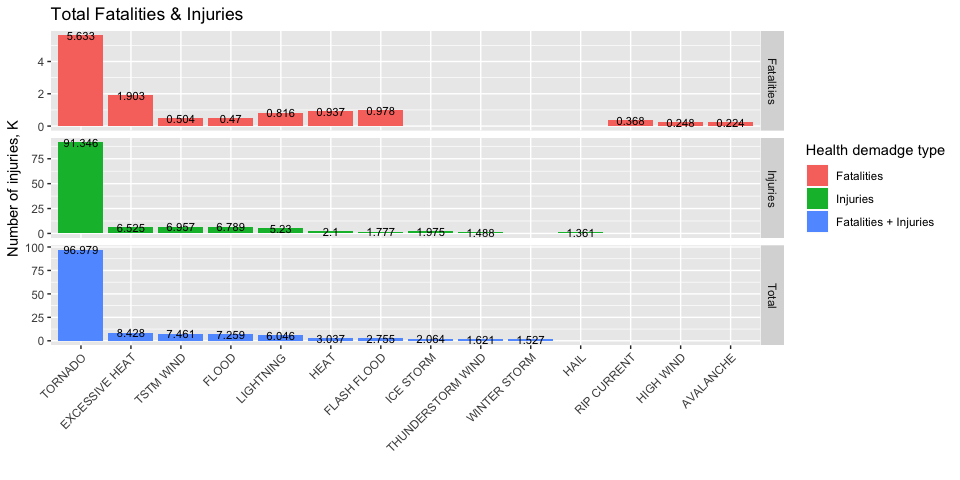 Total Fatalities & Injuries
Number of injuries, K
4
2
0
5.633
1.903
0.504
0.47
0.816
0.937
0.978
0.368
0.248
0.224
Fatalities
75
50
25
0
91.346
6.525
6.957
6.789
5.23
2.1
1.777
1.975
1.488
1.361
Injuries
100
75
50
25
0
96.979
8.428
7.461
7.259
6.046
3.037
2.755
2.064
1.621
1.527
Total
TORNADO
EXCESSIVE HEAT
TSTM WIND
FLOOD
LIGHTNING
HEAT
FLASH FLOOD
ICE STORM
THUNDERSTORM WIND
WINTER STORM
HAIL
RIP CURRENT
HIGH WIND
AVALANCHE
Health demadge type
Fatalities
Injuries
Fatalities + Injuries